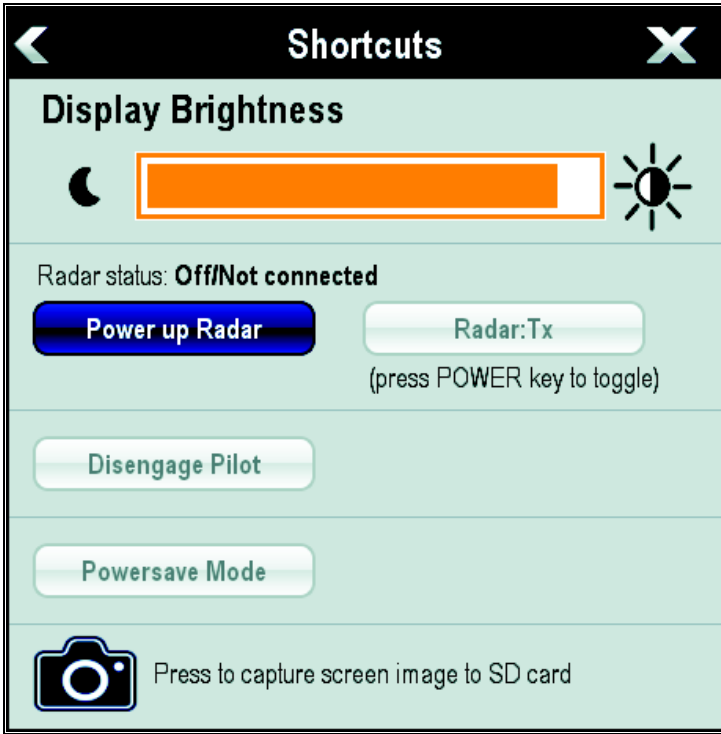 Shortcuts
Display Brightness
Radar status: Off/Not connected
Power up Radar
Radar:Tx
(press POWER key to toggle)
Disengage Pilot
Powersave Mode
Press to capture screen image to SD card